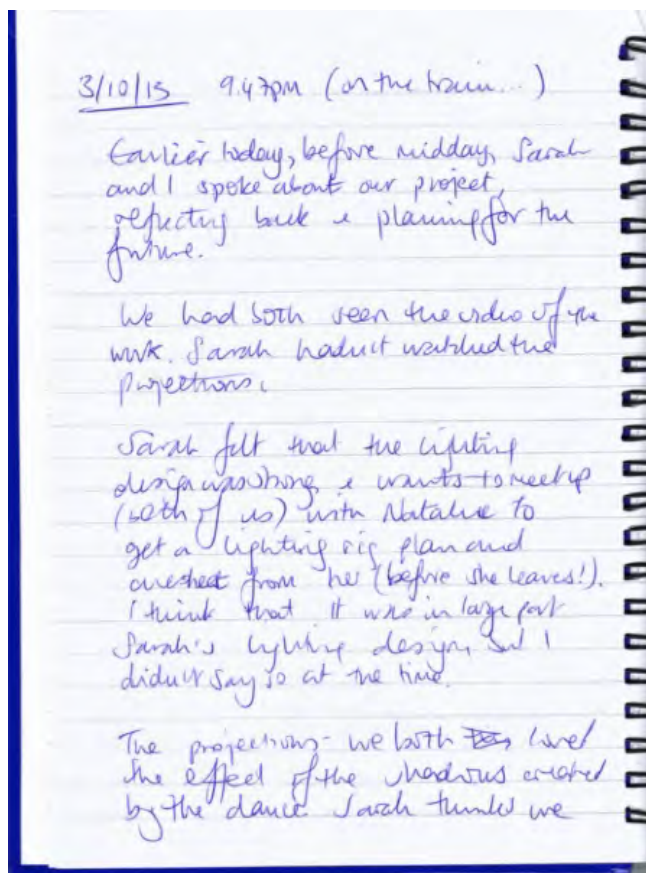 3/10/15 9.47pm (on the train...)
Earlier today, before midday, Sarah
and I spoke about our project,
reflecting back & planning for the
future.
We had both seen the video of the
work. Sarah hadn't watched the
projections.
Sarah felt that the lighting
design was strong & wants to meet up
(both of us) with Natalie to
get a lighting rig plan and
cue sheet from her (before she leaves!).
I think that it was in large part
Sarah's lighting design, but I
didn't say so at the time.
The projections - we both loved
the effect of the shadows created
by the dance. Sarah thinks we